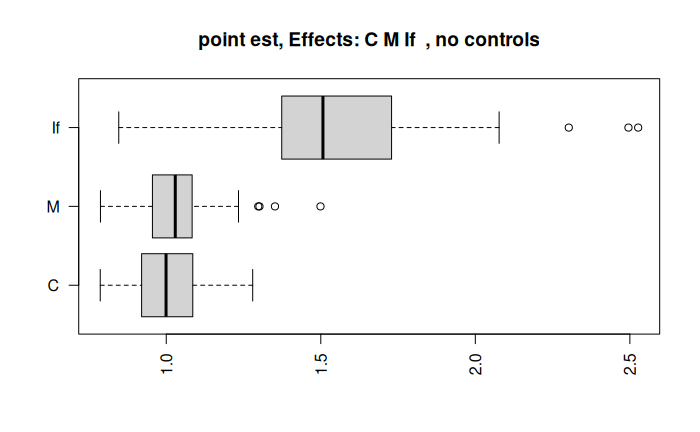 point est, Effects: C M If , no controls
If
M
C
1.0
1.5
2.0
2.5